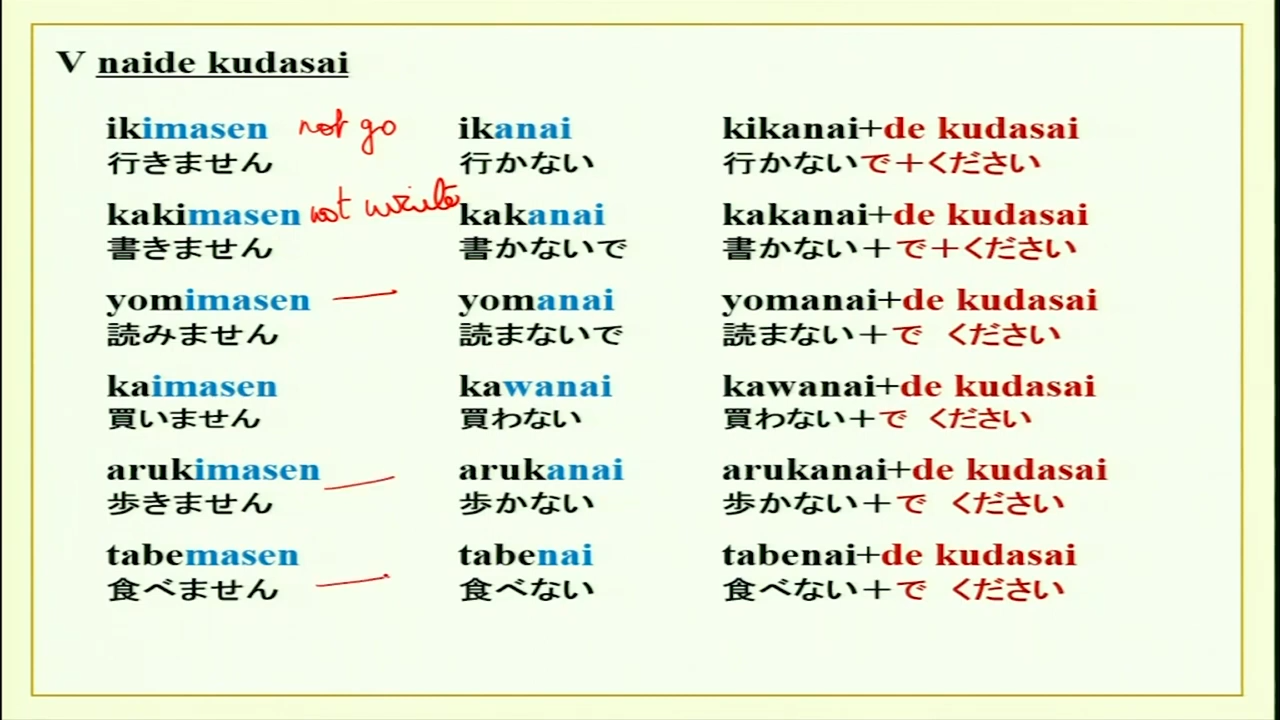 V naide kudasai
ikimasen not go ikanai kikanai+de kudasai
行きません 行かない 行かないで＋ください
kakimasen not write kakanai kakanai+de kudasai
書きません 書かないで 書かない＋で＋ください
yomimasen yomanai yomanai+de kudasai
読みません 読まないで 読まない＋で ください
kaimasen kawanai kawanai+de kudasai
買いません 買わない 買わない＋で ください
arukimasen arukanai arukanai+de kudasai
歩きません 歩かない 歩かない＋で ください
tabemasen tabenai tabenai+de kudasai
食べません 食べない 食べない＋で ください